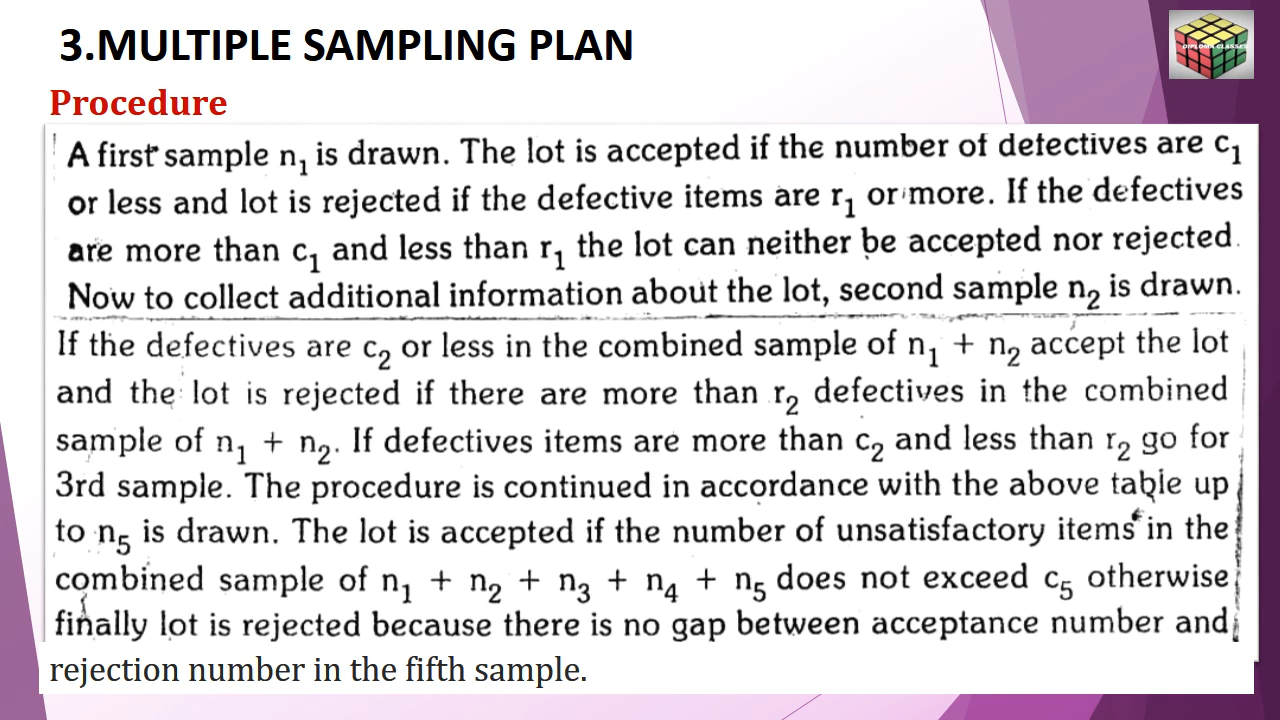 3.MULTIPLE SAMPLING PLAN
DIPLOMA CLASSES
Procedure
A first sample n₁ is drawn. The lot is accepted if the number of defectives are c₁
or less and lot is rejected if the defective items are r₁ or more. If the defectives
are more than c₁ and less than r₁ the lot can neither be accepted nor rejected.
Now to collect additional information about the lot, second sample n₂ is drawn.
If the defectives are c₂ or less in the combined sample of n₁ + n₂ accept the lot
and the lot is rejected if there are more than r₂ defectives in the combined
sample of n₁ + n₂. If defectives items are more than c₂ and less than r₂ go for
3rd sample. The procedure is continued in accordance with the above table up
to n₅ is drawn. The lot is accepted if the number of unsatisfactory items in the
combined sample of n₁ + n₂ + n₃ + n₄ + n₅ does not exceed c₅ otherwise
finally lot is rejected because there is no gap between acceptance number and
rejection number in the fifth sample.